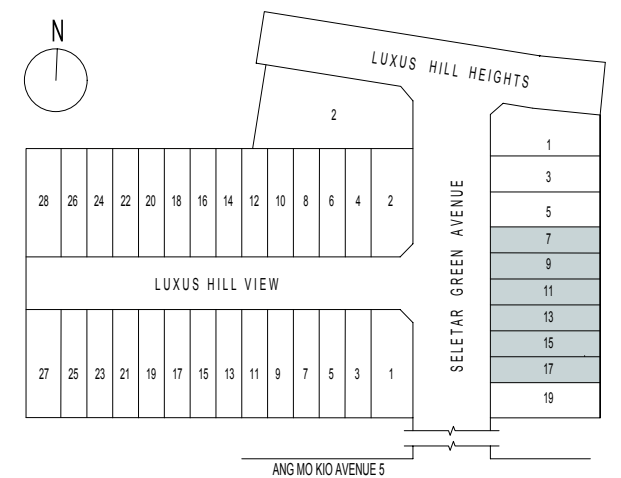 N
LUXUS HILL HEIGHTS
2
1
3
5
7
9
11
13
15
17
19
SELETAR GREEN AVENUE
28 26 24 22 20 18 16 14 12 10 8 6 4 2
LUXUS HILL VIEW
27 25 23 21 19 17 15 13 11 9 7 5 3 1
ANG MO KIO AVENUE 5